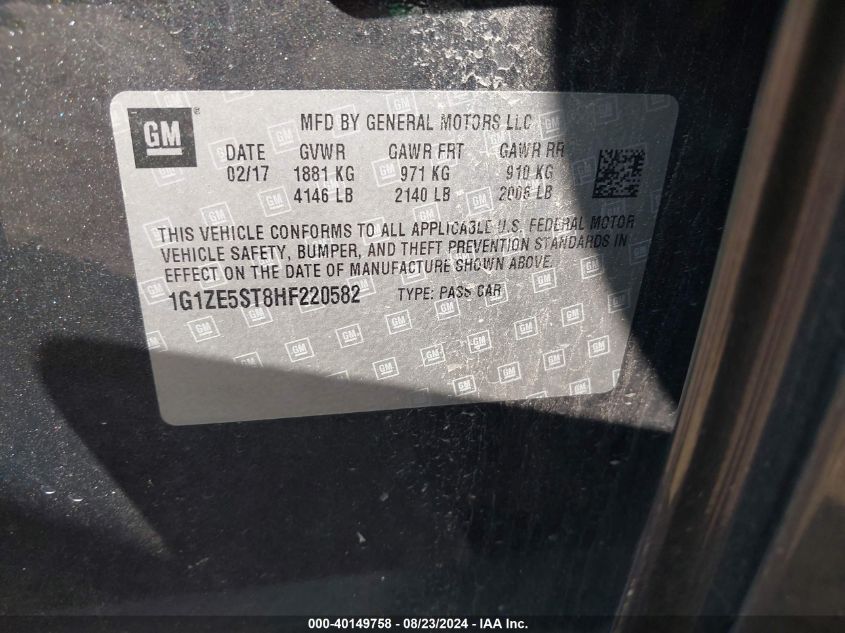 GM ®
MFD BY GENERAL MOTORS LLC
DATE GVWR GAWR FRT GAWR RR
02/17 1881 KG 971 KG 910 KG
4146 LB 2140 LB 2006 LB
THIS VEHICLE CONFORMS TO ALL APPLICABLE U.S. FEDERAL MOTOR
VEHICLE SAFETY, BUMPER, AND THEFT PREVENTION STANDARDS IN
EFFECT ON THE DATE OF MANUFACTURE SHOWN ABOVE.
1G1ZE5ST8HF220582 TYPE: PASS CAR
000-40149758 - 08/23/2024 - IAA Inc.